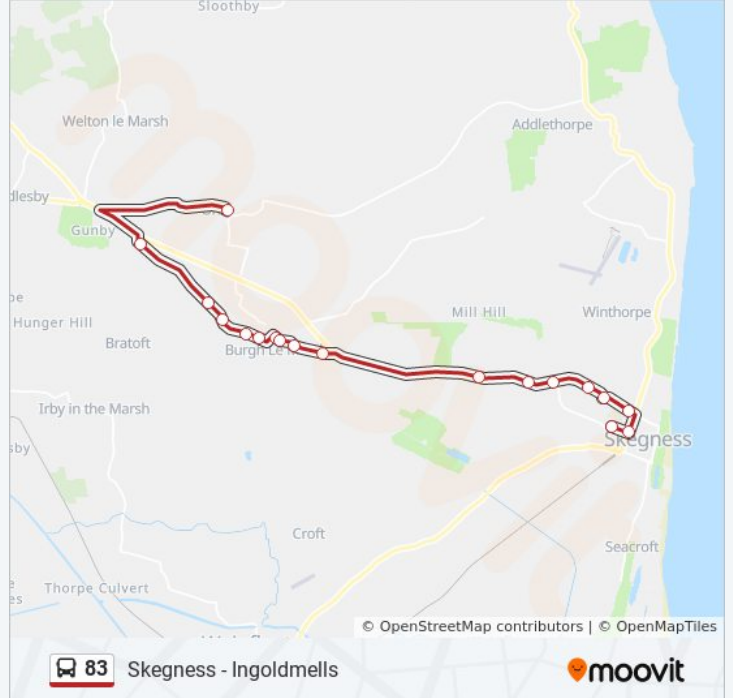 Sloothby
Welton le Marsh
Addlethorpe
dlesby
Gunby
Winthorpe
Mill Hill
Hunger Hill
Bratoft
Burgh Le M
Irby in the Marsh
Skegness
sby
Croft
Seacroft
Thorpe Culvert
es
© OpenStreetMap contributors | © OpenMapTiles
83 Skegness - Ingoldmells
moovit